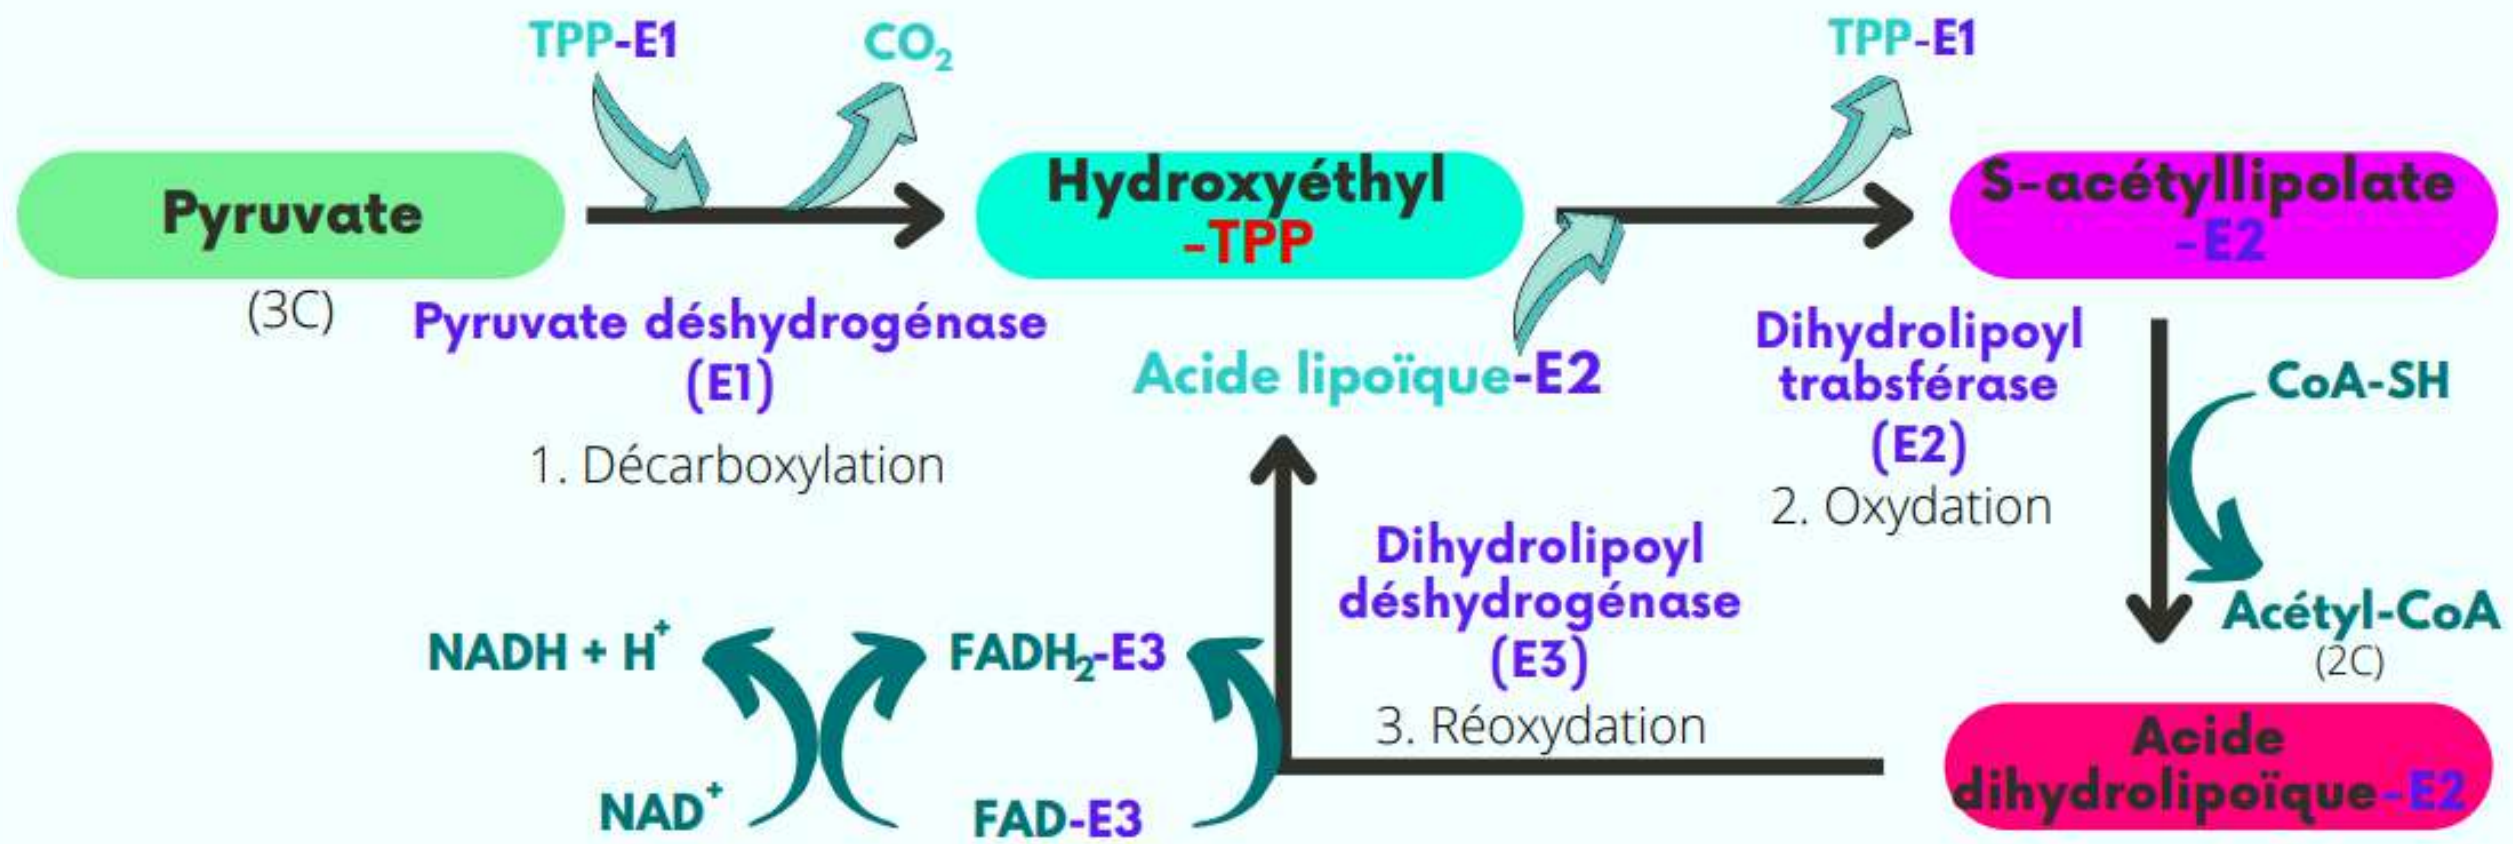 TPP-E1
CO₂
TPP-E1
Pyruvate
(3C)
Hydroxyéthyl
-TPP
S-acétyllipolate
-E2
Pyruvate déshydrogénase
(E1)
1. Décarboxylation
Acide lipoïque-E2
Dihydrolipoyl
trabsférase
(E2)
2. Oxydation
CoA-SH
Acétyl-CoA
(2C)
Dihydrolipoyl
déshydrogénase
(E3)
3. Réoxydation
NADH + H⁺
FADH₂-E3
NAD⁺
FAD-E3
Acide
dihydrolipoïque-E2